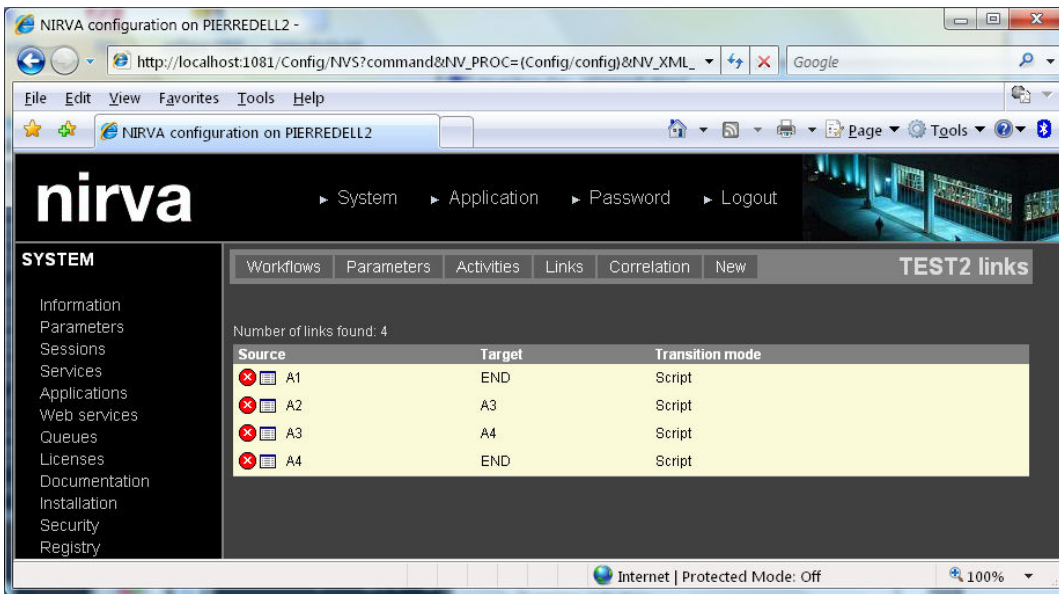 NIRVA configuration on PIERREDELL2 -
http://localhost:1081/Config/NVS?command&NV_PROC={Config/config}&NV_XML_
Google
File Edit View Favorites Tools Help
NIRVA configuration on PIERREDELL2
Page Tools
nirva
System Application Password Logout
SYSTEM
Workflows Parameters Activities Links Correlation New
TEST2 links
Information
Parameters
Sessions
Services
Applications
Web services
Queues
Licenses
Documentation
Installation
Security
Registry
Number of links found: 4
Source Target Transition mode
A1 END Script
A2 A3 Script
A3 A4 Script
A4 END Script
Internet | Protected Mode: Off
100%